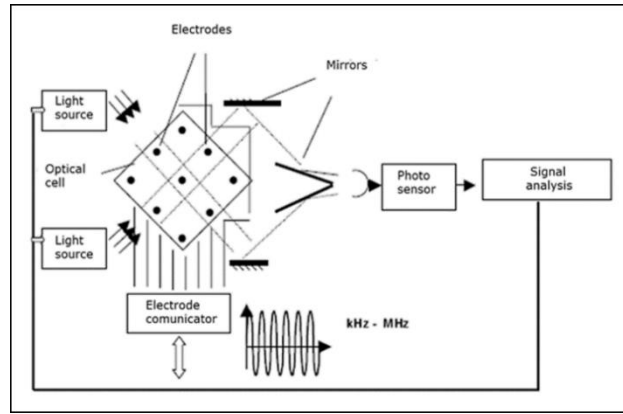 Electrodes
Mirrors
Light
source
Optical
cell
Photo
sensor
Signal
analysis
Light
source
Electrode
comunicator
kHz - MHz